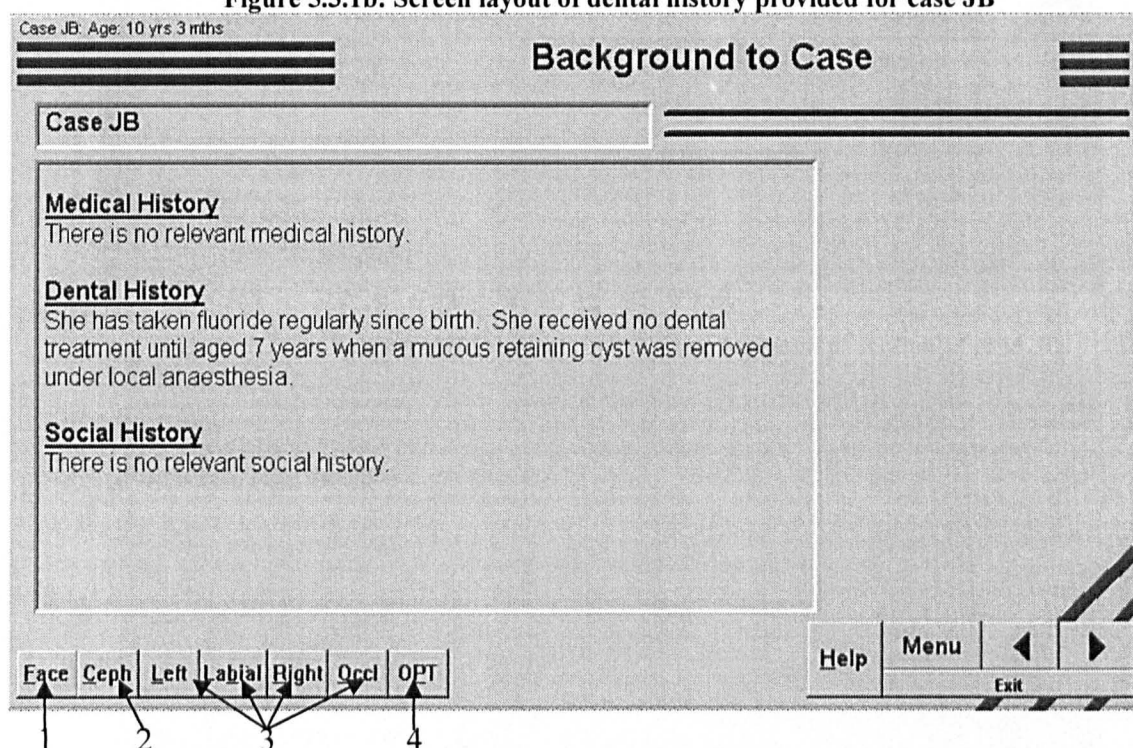 Figure 3.3.1b: Screen layout of dental history provided for case JB
Case JB: Age: 10 yrs 3 mths
Background to Case
Case JB
Medical History
There is no relevant medical history.
Dental History
She has taken fluoride regularly since birth. She received no dental
treatment until aged 7 years when a mucous retaining cyst was removed
under local anaesthesia.
Social History
There is no relevant social history.
Face Ceph Left Labial Right Occl OPT
Help Menu
Exit
1 2 3 4